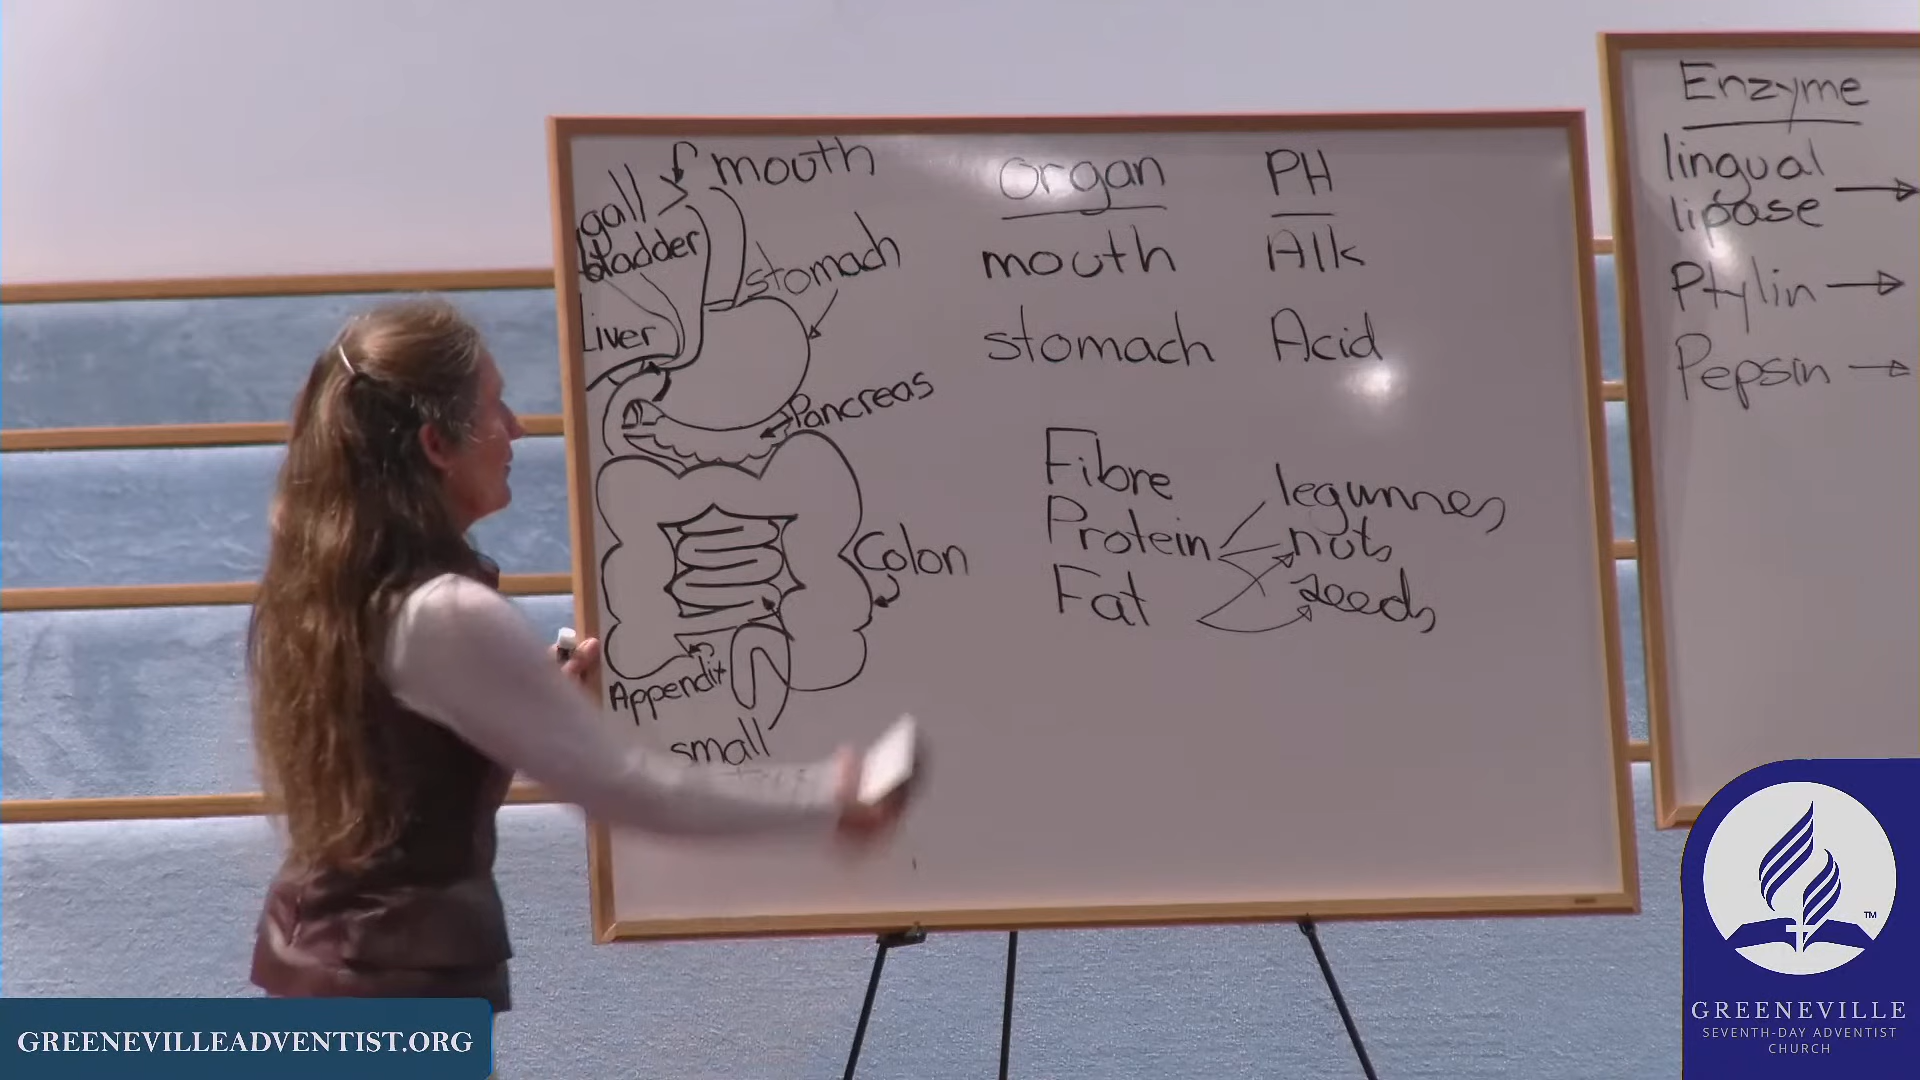 mouth
gall
bladder
stomach
Liver
Pancreas
Colon
Appendix
small
organ PH
mouth Alk
stomach Acid
Fibre
Protein
Fat
legumes
nuts
seeds
Enzyme
lingual
lipase
Ptylin
Pepsin
GREENEVILLEADVENTIST.ORG
TM
GREENEVILLE
SEVENTH-DAY ADVENTIST
CHURCH